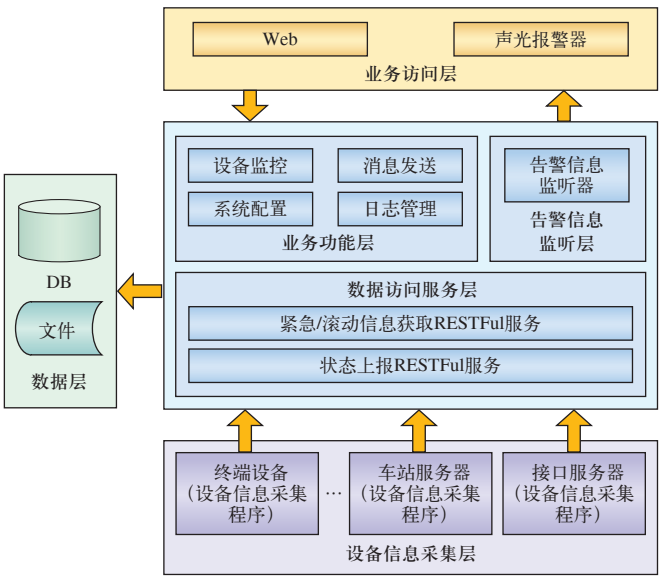 Web
声光报警器
业务访问层
设备监控
消息发送
系统配置
日志管理
业务功能层
告警信息
监听器
告警信息
监听层
DB
文件
数据层
数据访问服务层
紧急/滚动信息获取RESTFul服务
状态上报RESTFul服务
终端设备
（设备信息采集
程序）
…
车站服务器
（设备信息采集
程序）
接口服务器
（设备信息采集
程序）
设备信息采集层